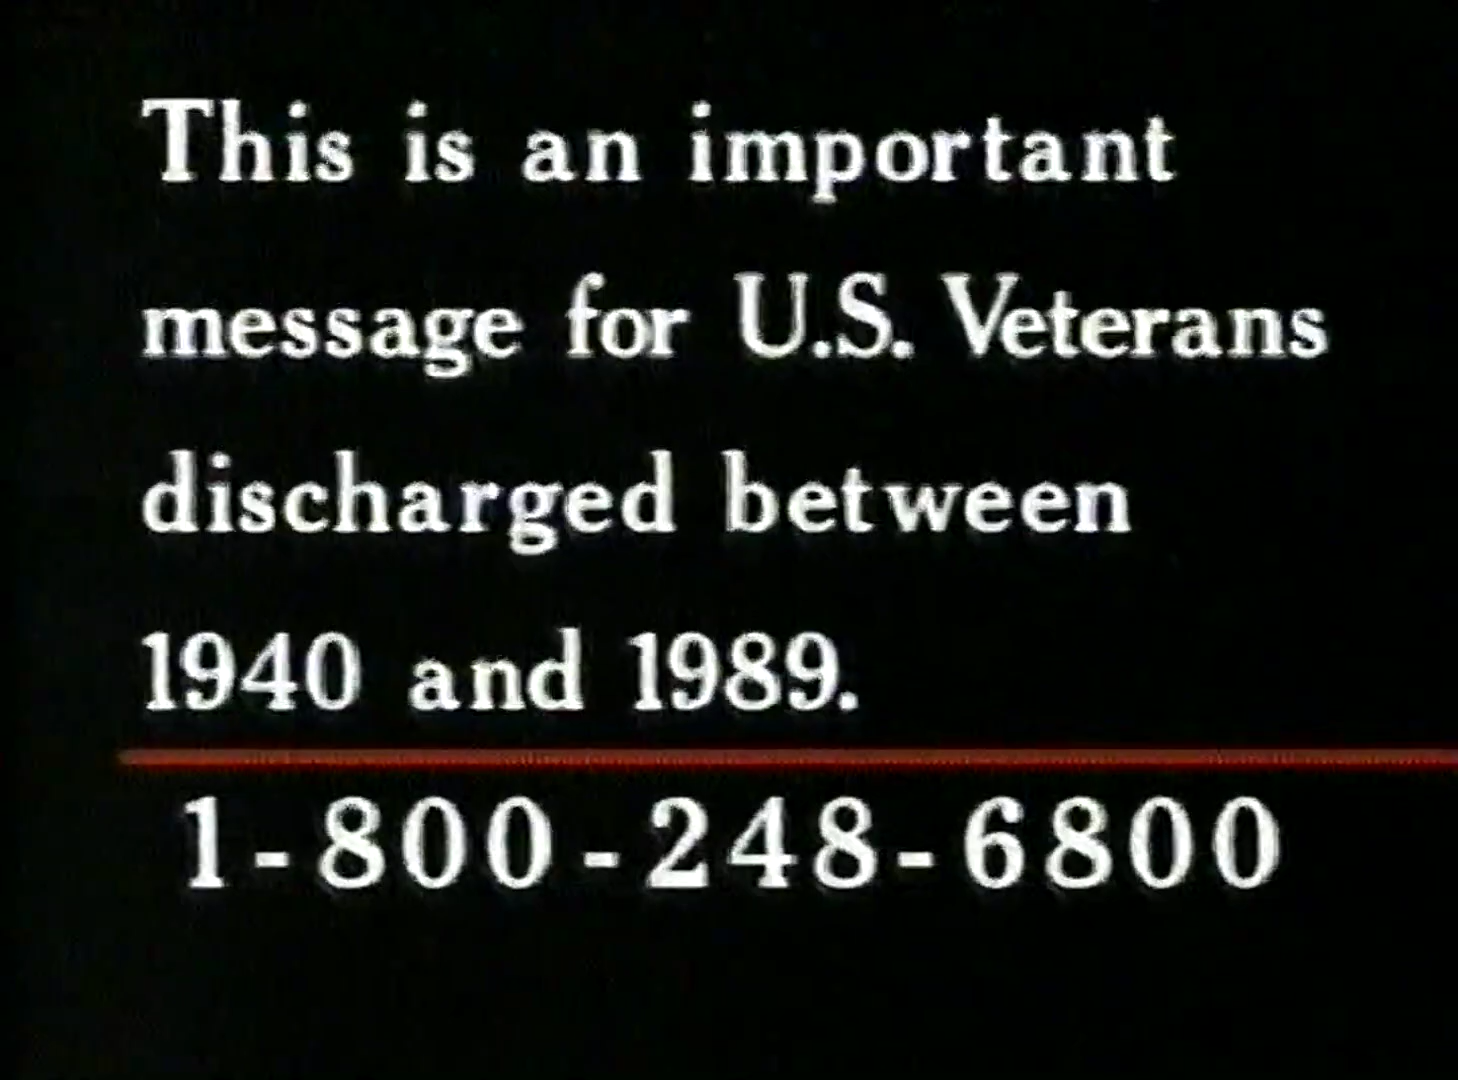 This is an important
message for U.S. Veterans
discharged between
1940 and 1989.
1-800-248-6800